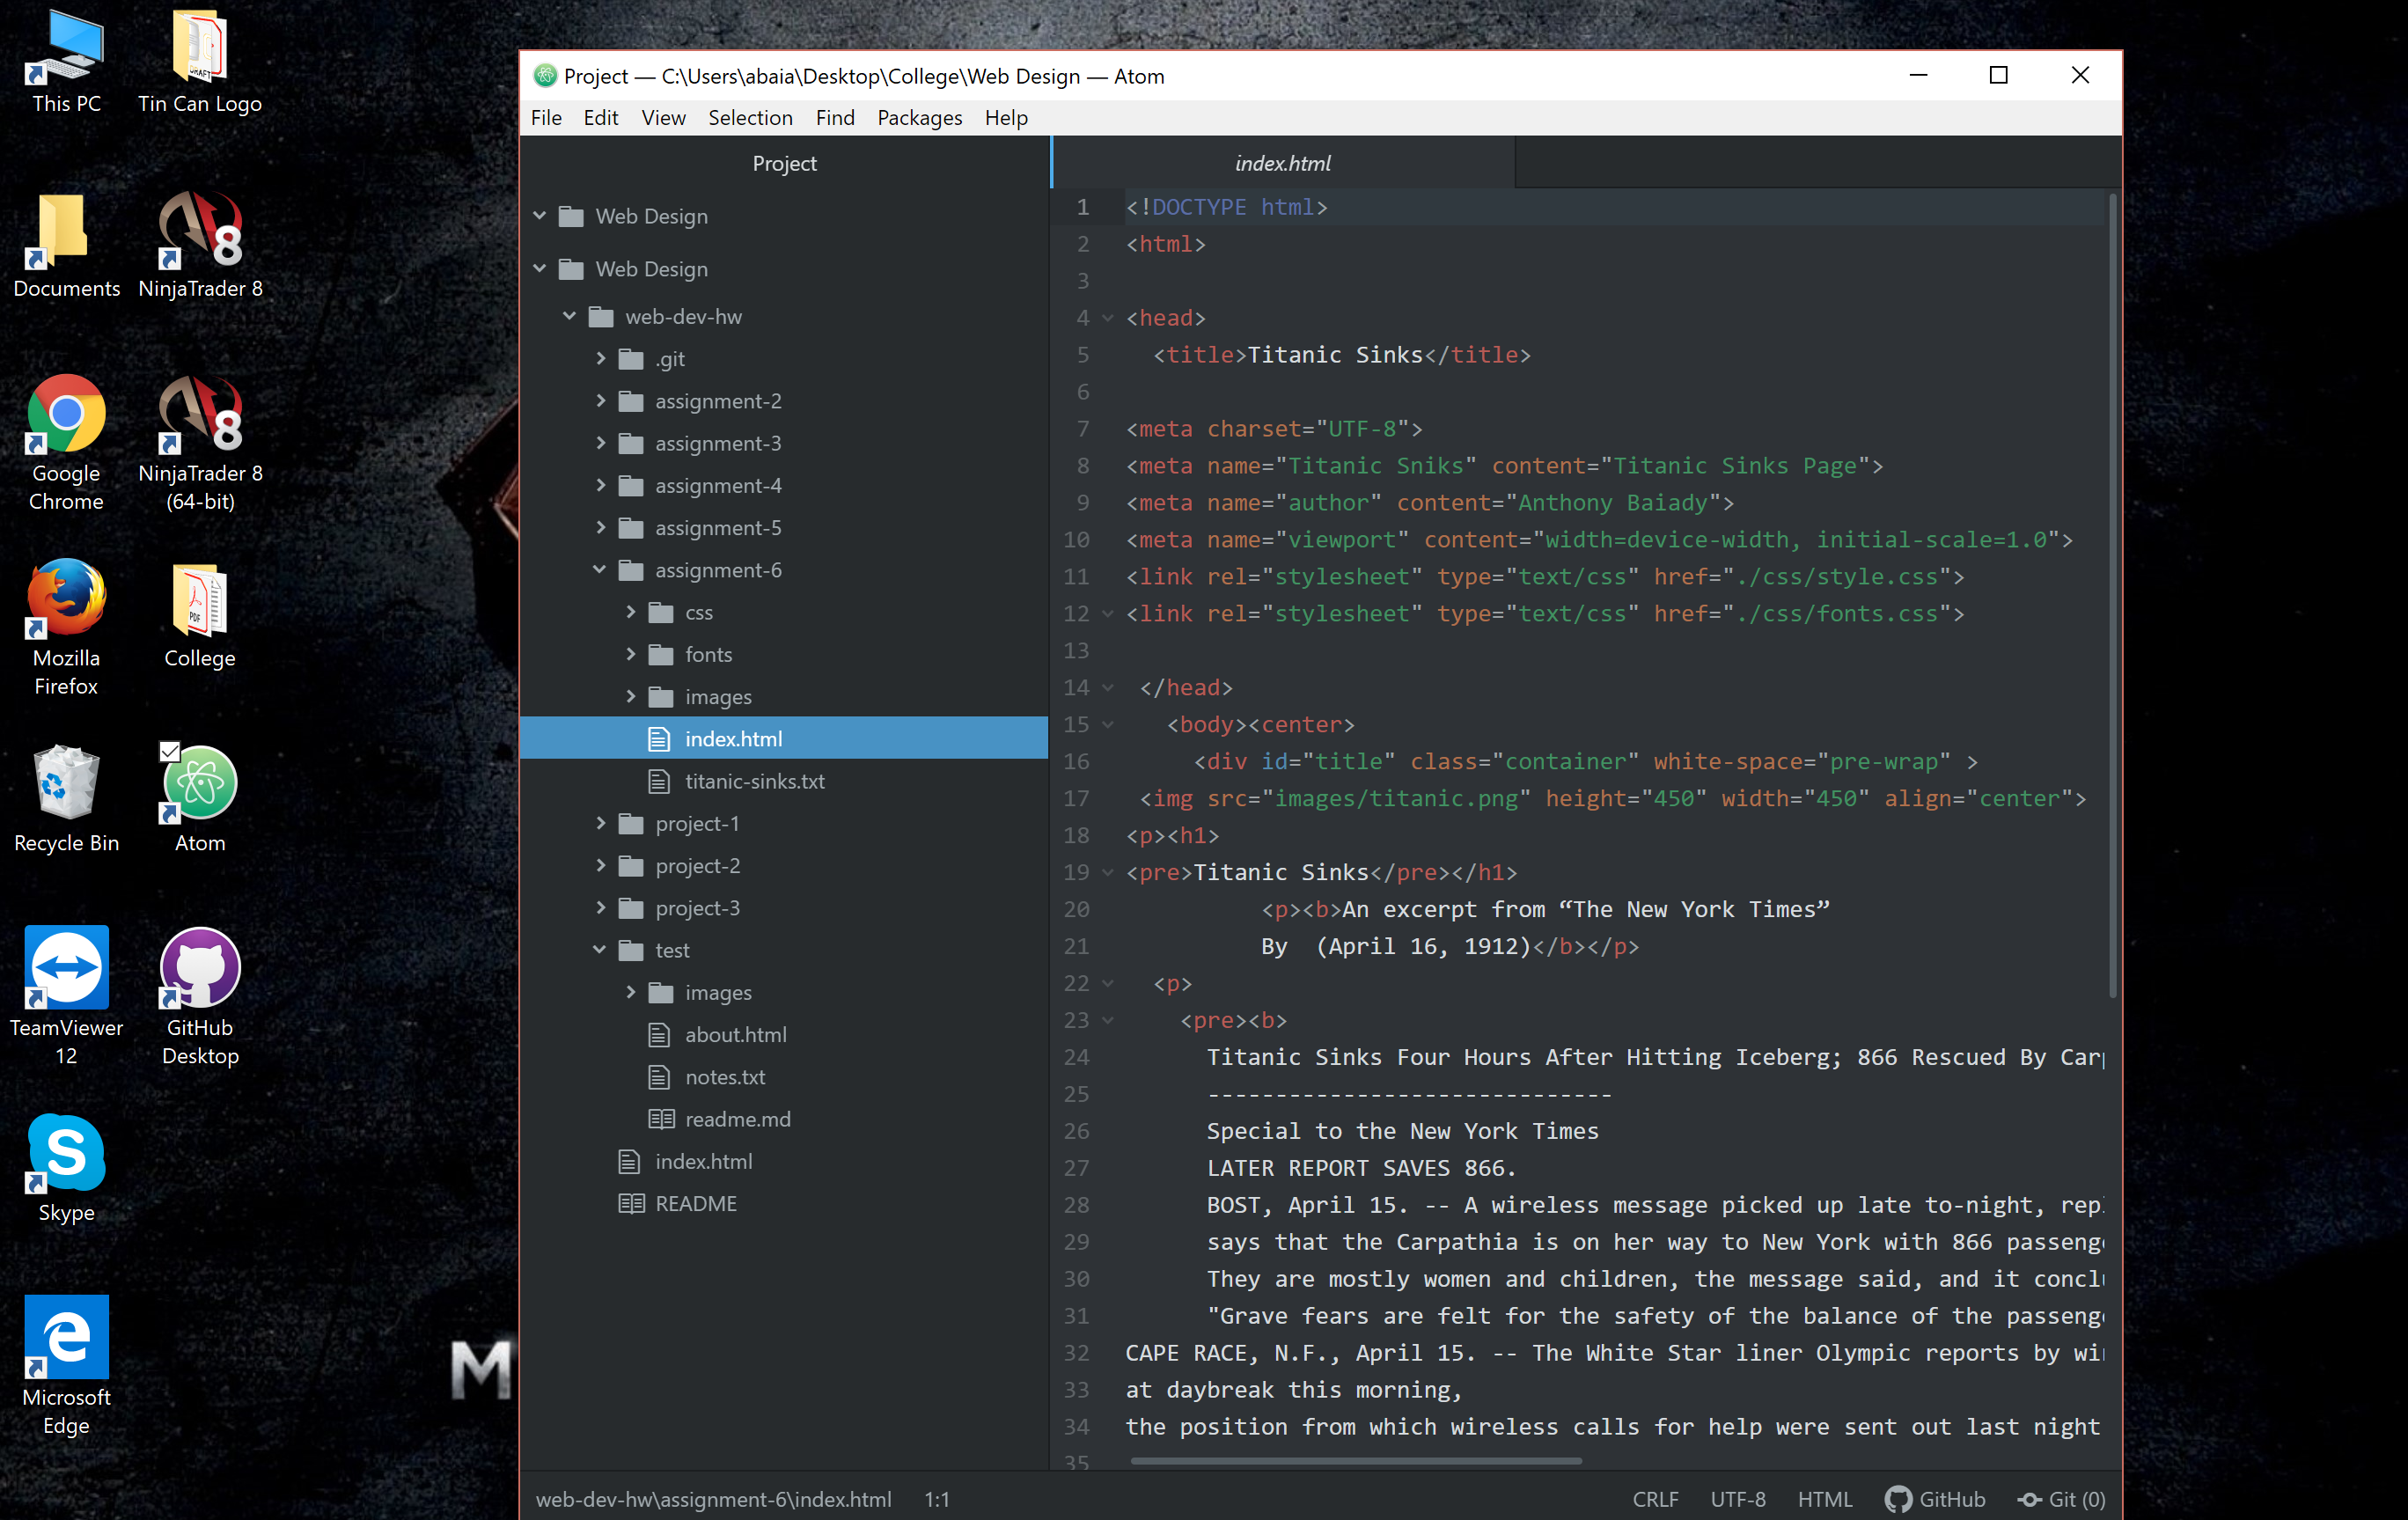 This PC
Tin Can Logo
Documents
NinjaTrader 8
Google
Chrome
NinjaTrader 8
(64-bit)
Mozilla
Firefox
College
Recycle Bin
Atom
TeamViewer
12
GitHub
Desktop
Skype
Microsoft
Edge
DRAFT
PDF
M
Project — C:\Users\abaia\Desktop\College\Web Design — Atom
File Edit View Selection Find Packages Help
Project
Web Design
Web Design
web-dev-hw
.git
assignment-2
assignment-3
assignment-4
assignment-5
assignment-6
css
fonts
images
index.html
titanic-sinks.txt
project-1
project-2
project-3
test
images
about.html
notes.txt
readme.md
index.html
README
index.html
1 <!DOCTYPE html>
2 <html>
3
4 <head>
5 <title>Titanic Sinks</title>
6
7 <meta charset="UTF-8">
8 <meta name="Titanic Sniks" content="Titanic Sinks Page">
9 <meta name="author" content="Anthony Baiady">
10 <meta name="viewport" content="width=device-width, initial-scale=1.0">
11 <link rel="stylesheet" type="text/css" href="./css/style.css">
12 <link rel="stylesheet" type="text/css" href="./css/fonts.css">
13
14 </head>
15 <body><center>
16 <div id="title" class="container" white-space="pre-wrap" >
17 <img src="images/titanic.png" height="450" width="450" align="center">
18 <p><h1>
19 <pre>Titanic Sinks</pre></h1>
20 <p><b>An excerpt from “The New York Times”
21 By (April 16, 1912)</b></p>
22 <p>
23 <pre><b>
24 Titanic Sinks Four Hours After Hitting Iceberg; 866 Rescued By
25 ------------------------------
26 Special to the New York Times
27 LATER REPORT SAVES 866.
28 BOST, April 15. -- A wireless message picked up late to-night,
29 says that the Carpathia is on her way to New York with 866
30 They are mostly women and children, the message said, and it
31 "Grave fears are felt for the safety of the balance of the
32 CAPE RACE, N.F., April 15. -- The White Star liner Olympic reports by
33 at daybreak this morning,
34 the position from which wireless calls for help were sent out last night
35
web-dev-hw\assignment-6\index.html 1:1 CRLF UTF-8 HTML GitHub Git (0)